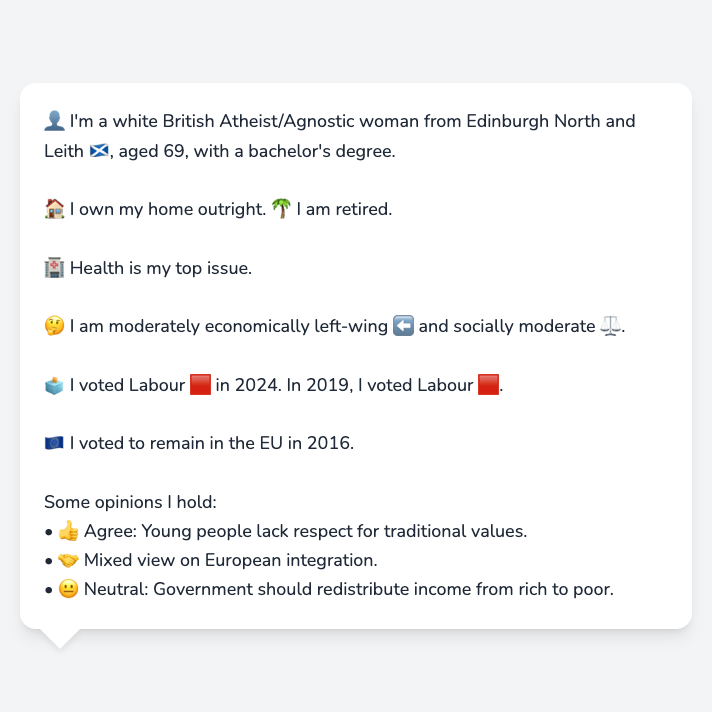 👤 I'm a white British Atheist/Agnostic woman from Edinburgh North and
Leith 🏴󠁧󠁢󠁳󠁣󠁴󠁿, aged 69, with a bachelor's degree.
🏠 I own my home outright. 🌴 I am retired.
🏥 Health is my top issue.
🤔 I am moderately economically left-wing ⬅️ and socially moderate ⚖️.
🗳️ I voted Labour 🟥 in 2024. In 2019, I voted Labour 🟥.
🇪🇺 I voted to remain in the EU in 2016.
Some opinions I hold:
• 👍 Agree: Young people lack respect for traditional values.
• 🤝 Mixed view on European integration.
• 😐 Neutral: Government should redistribute income from rich to poor.